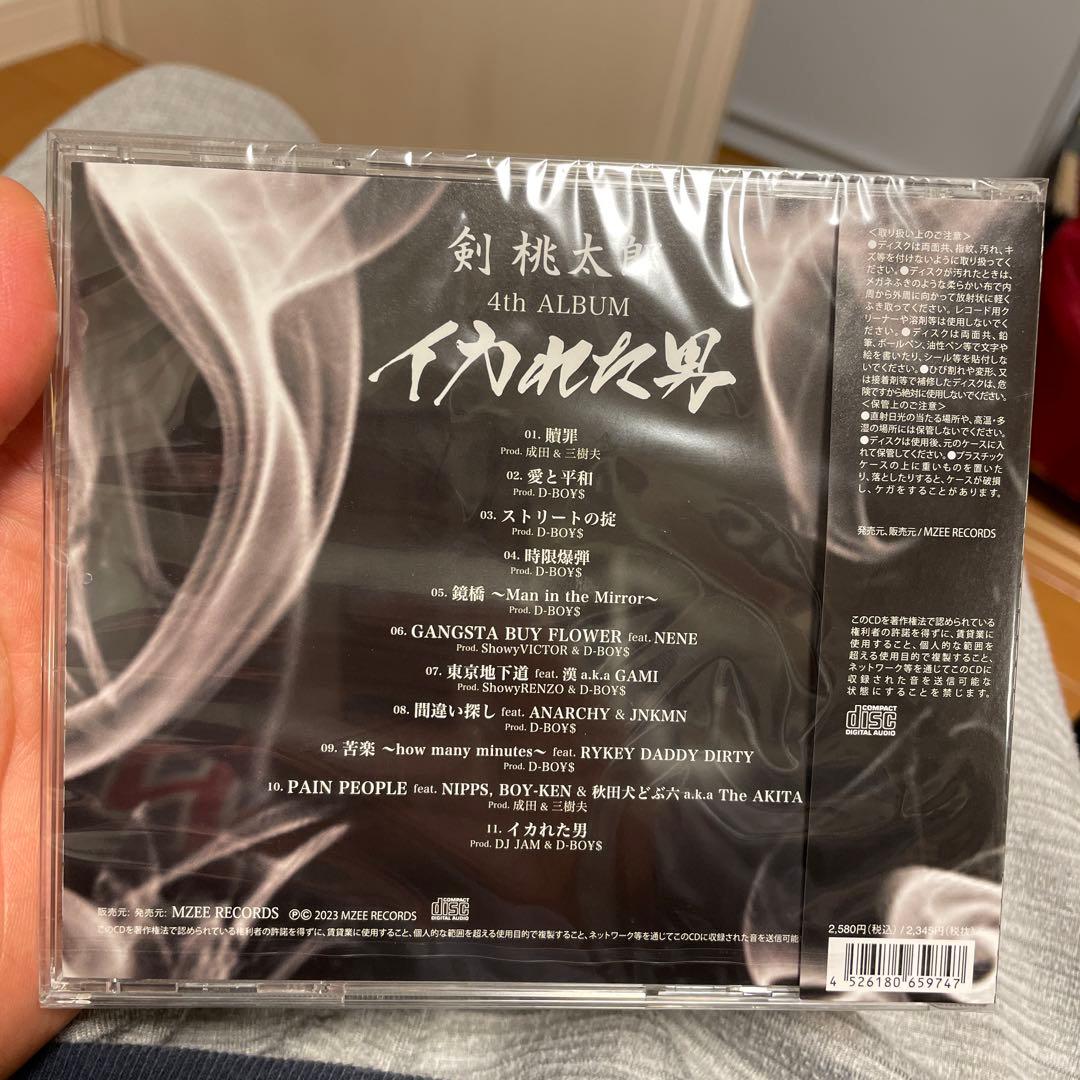 剣桃太郎
4th ALBUM
イカれた男
01. 贖罪
Prod. 成田 & 三樹夫
02. 愛と平和
Prod. D-BO¥$
03. ストリートの掟
Prod. D-BO¥$
04. 時限爆弾
Prod. D-BO¥$
05. 鏡橋 〜Man in the Mirror〜
Prod. D-BO¥$
06. GANGSTA BUY FLOWER feat. NENE
Prod. ShowyVICTOR & D-BO¥$
07. 東京地下道 feat. 漢 a.k.a GAMI
Prod. ShowyRENZO & D-BO¥$
08. 間違い探し feat. ANARCHY & JNKMN
Prod. D-BO¥$
09. 苦楽 〜how many minutes〜 feat. RYKEY DADDY DIRTY
Prod. D-BO¥$
10. PAIN PEOPLE feat. NIPPS, BOY-KEN & 秋田犬どぶ六 a.k.a The AKITA
Prod. 成田 & 三樹夫
11. イカれた男
Prod. DJ JAM & D-BO¥$
販売元: 発売元: MZEE RECORDS ℗© 2023 MZEE RECORDS COMPACT disc DIGITAL AUDIO
このCDを著作権法で認められている権利者の許諾を得ずに、賃貸業に使用すること、個人的な範囲を超える使用目的で複製すること、ネットワーク等を通じてこのCDに収録された音を送信可能
<取り扱い上のご注意>
●ディスクは両面共、指紋、汚れ、キ
ズ等を付けないように取り扱ってく
ださい。●ディスクが汚れたときは、
メガネふきのような柔らかい布で内
周から外周に向かって放射状に軽く
ふき取ってください。レコード用ク
リーナーや溶剤等は使用しないでく
ださい。●ディスクは両面共、鉛
筆、ボールペン、油性ペン等で文字や
絵を書いたり、シール等を貼付しな
いでください。●ひび割れや変形、又
は接着剤等で補修したディスクは、危
険ですから絶対に使用しないでください。
<保管上のご注意>
●直射日光の当たる場所や、高温・多
湿の場所には保管しないでください。
●ディスクは使用後、元のケースに入
れて保管してください。●プラスチック
ケースの上に重いものを置いた
り、落としたりすると、ケースが破損
し、ケガをすることがあります。
発売元、販売元 / MZEE RECORDS
このCDを著作権法で認められている
権利者の許諾を得ずに、賃貸業に
使用すること、個人的な範囲を
超える使用目的で複製すること、
ネットワーク等を通じてこのCDに
収録された音を送信可能な
状態にすることを禁じます。
COMPACT
disc
DIGITAL AUDIO
2,580円(税込) / 2,345円(税抜)
4 526180 659747